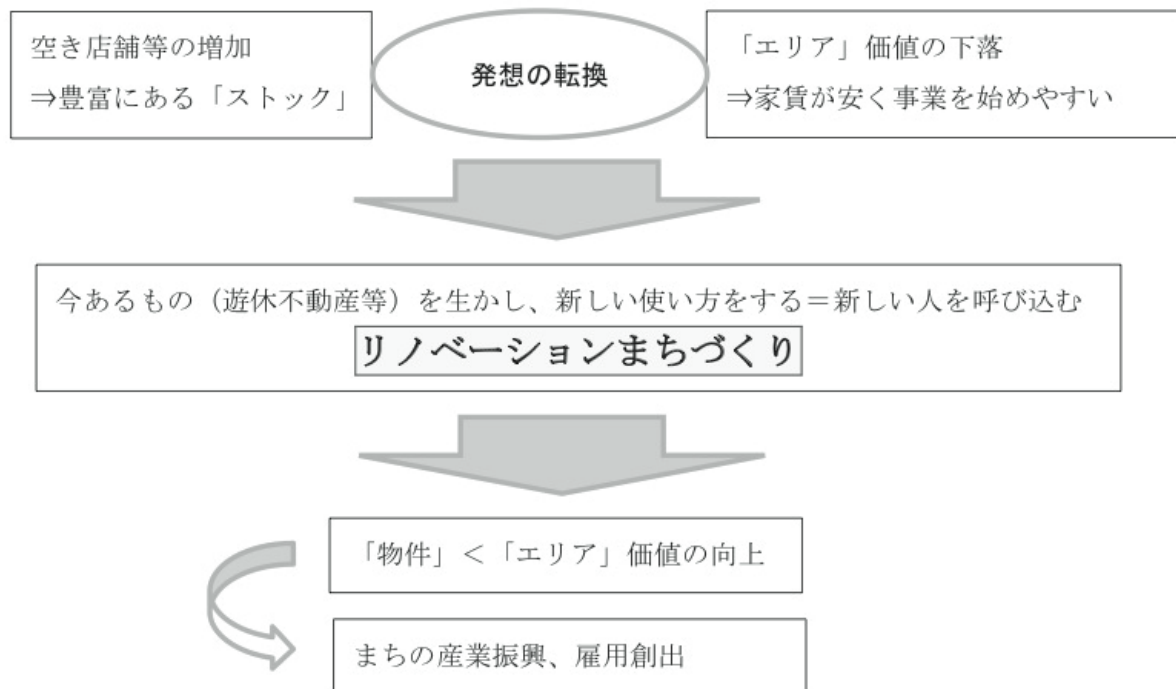 空き店舗等の増加
⇒豊富にある「ストック」
発想の転換
「エリア」価値の下落
⇒家賃が安く事業を始めやすい
今あるもの（遊休不動産等）を生かし、新しい使い方をする＝新しい人を呼び込む
リノベーションまちづくり
「物件」＜「エリア」価値の向上
まちの産業振興、雇用創出